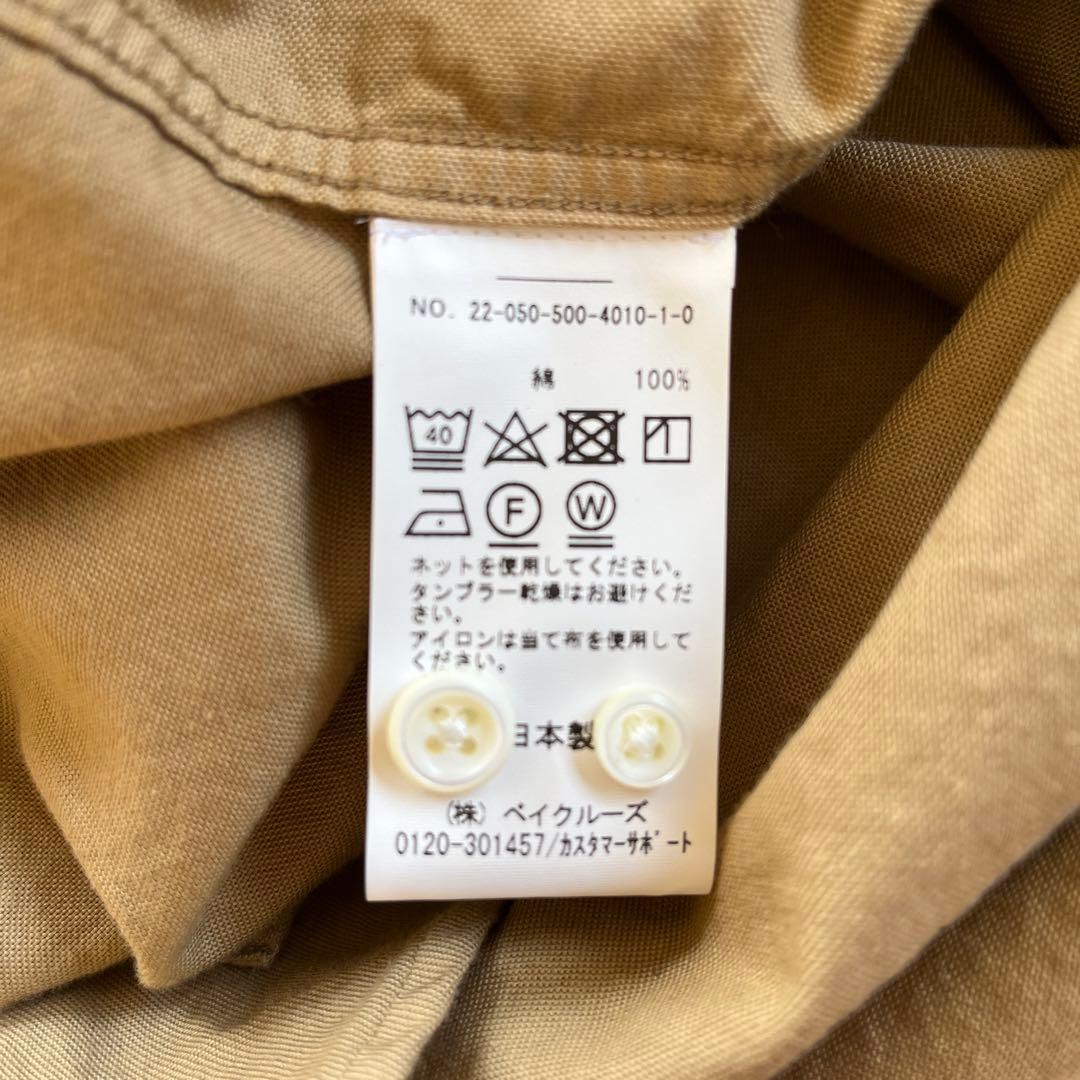 NO. 22-050-500-4010-1-0
綿 100%
40
F W
ネットを使用してください。
タンブラー乾燥はお避けくだ
さい。
アイロンは当て布を使用して
ください。
日本製
(株) ベイクルーズ
0120-301457/ｶｽﾀﾏｰｻﾎﾟｰﾄ